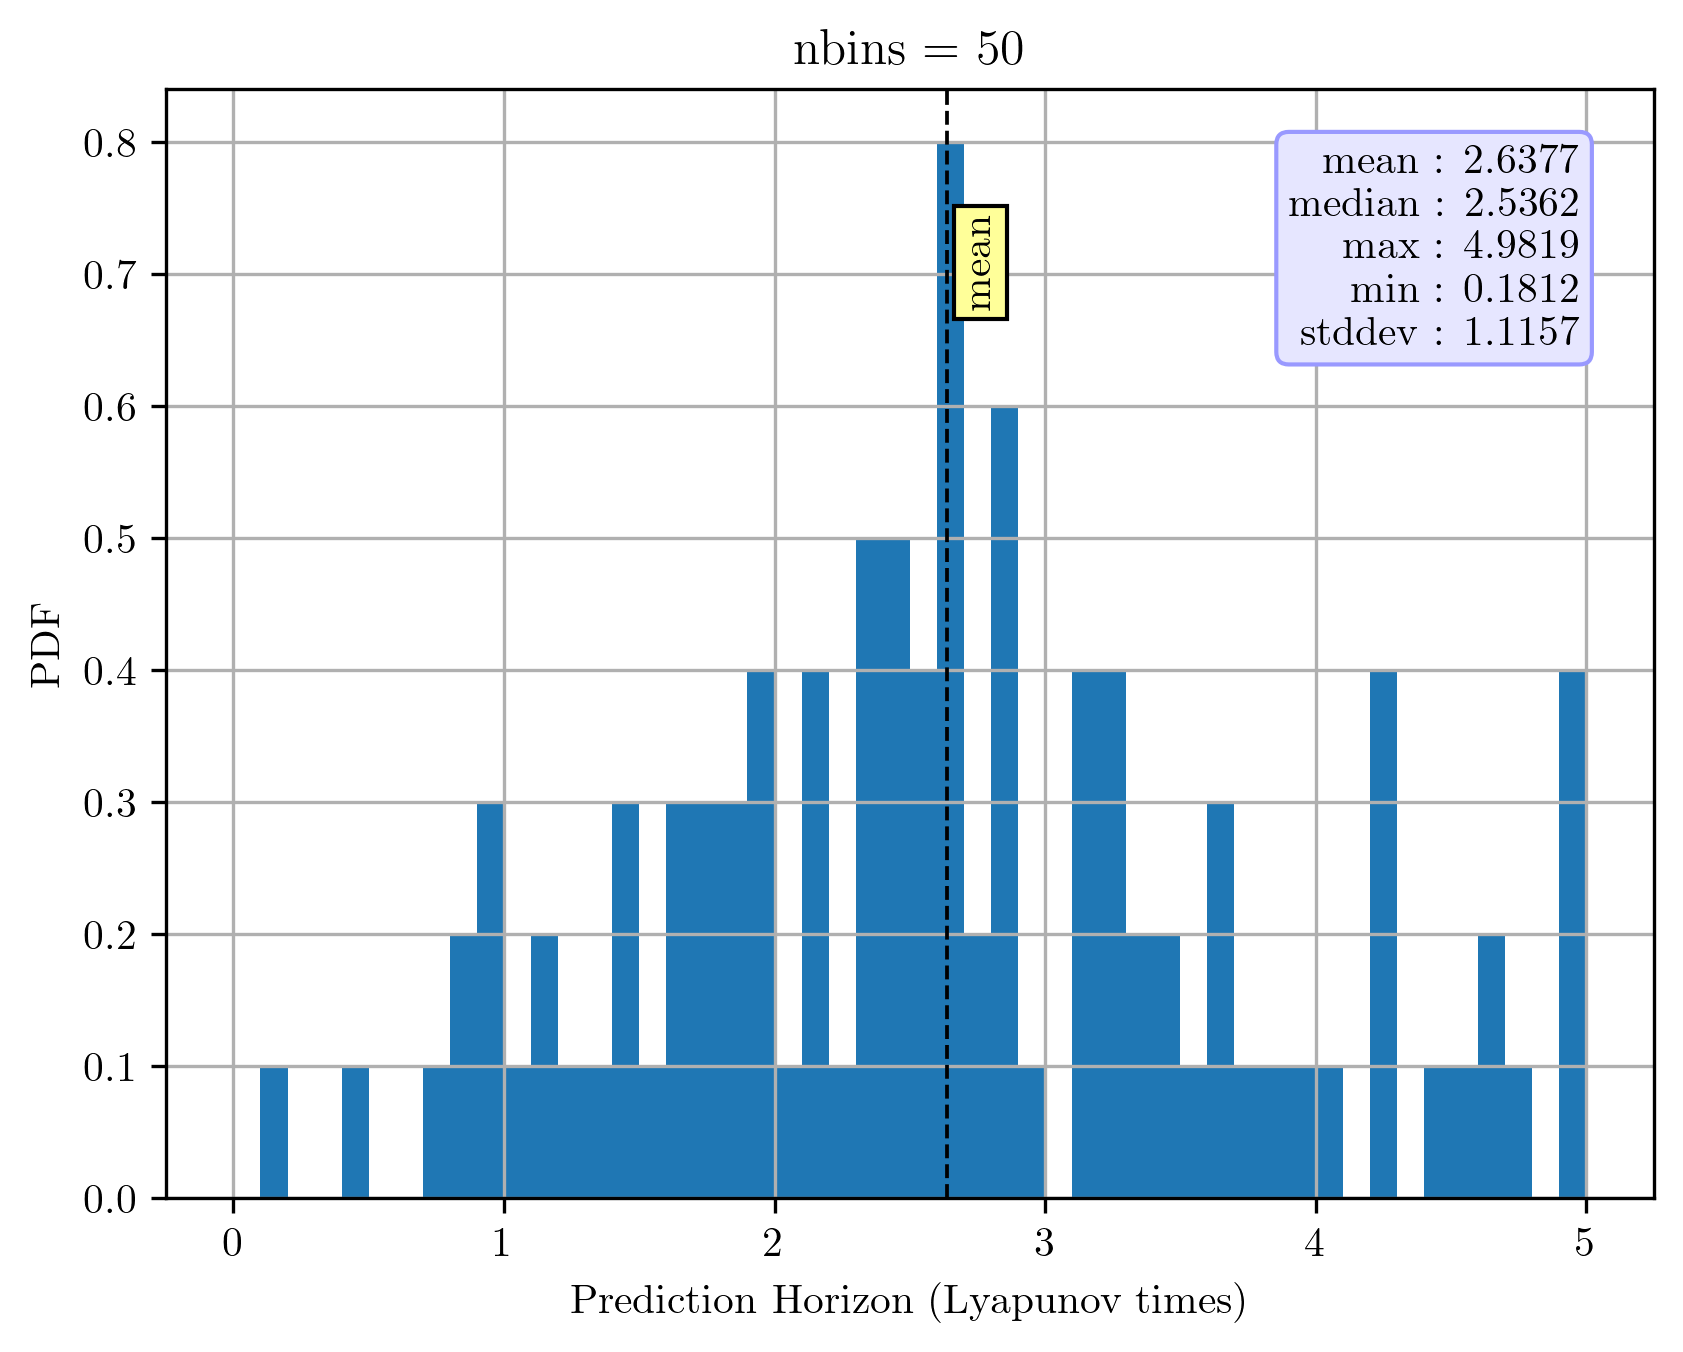 nbins = 50
0.8
0.7
0.6
0.5
0.4
0.3
0.2
0.1
0.0
PDF
mean
mean : 2.6377
median : 2.5362
max : 4.9819
min : 0.1812
stddev : 1.1157
0 1 2 3 4 5
Prediction Horizon (Lyapunov times)